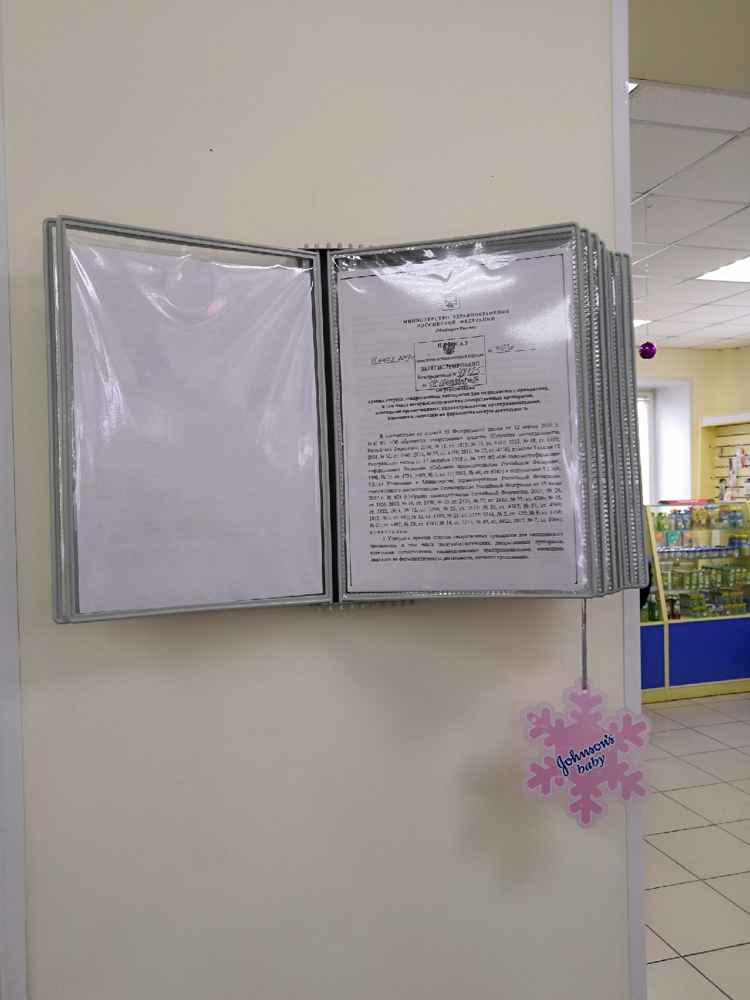 МИНИСТЕРСТВО ЗДРАВООХРАНЕНИЯ
РОССИЙСКОЙ ФЕДЕРАЦИИ
(Минздрав России)
ПРИКАЗ
11 июля 2017г.
№ 403н
МИНИСТЕРСТВО ЮСТИЦИИ РОССИЙСКОЙ ФЕДЕРАЦИИ
ЗАРЕГИСТРИРОВАНО
Регистрационный № 48125
от "08" сентября 2017
Об утверждении
правил отпуска лекарственных препаратов для медицинского применения,
в том числе иммунобиологических лекарственных препаратов,
аптечными организациями, индивидуальными предпринимателями,
имеющими лицензию на фармацевтическую деятельность
В соответствии со статьей 55 Федерального закона от 12 апреля 2010 г.
№ 61-ФЗ «Об обращении лекарственных средств» (Собрание законодательства
Российской Федерации, 2010, № 16, ст. 1815; № 31, ст. 4161; 2013, № 48, ст. 6165;
2014, № 52, ст. 7540; 2015, № 29, ст. 4388; 2016, № 27, ст. 4238), пунктом 3 статьи 12
Федерального закона от 17 сентября 1998 г. № 157-ФЗ «Об иммунопрофилактике
инфекционных болезней» (Собрание законодательства Российской Федерации,
1998, № 38, ст. 4736; 2009, № 1, ст. 21; 2013, № 48, ст. 6165) и подпунктами 5.2.169,
5.2.183 Положения о Министерстве здравоохранения Российской Федерации,
утвержденного постановлением Правительства Российской Федерации от 19 июня
2012 г. № 608 (Собрание законодательства Российской Федерации, 2012, № 26,
ст. 3526; 2013, № 16, ст. 1970; № 20, ст. 2477; № 22, ст. 2812; № 33, ст. 4386; № 45,
ст. 5822; 2014, № 12, ст. 1296; № 26, ст. 3577; № 30, ст. 4307; № 37, ст. 4969;
2015, № 2, ст. 491; № 12, ст. 1763; № 23, ст. 3333; 2016, № 2, ст. 325; № 9, ст. 1268;
№ 27, ст. 4497; № 28, ст. 4741; № 34, ст. 5255; № 49, ст. 6922; 2017, № 7, ст. 1066),
приказываю:
1. Утвердить правила отпуска лекарственных препаратов для медицинского
применения, в том числе иммунобиологических лекарственных препаратов,
аптечными организациями, индивидуальными предпринимателями, имеющими
лицензию на фармацевтическую деятельность, согласно приложению.
Johnson's
baby